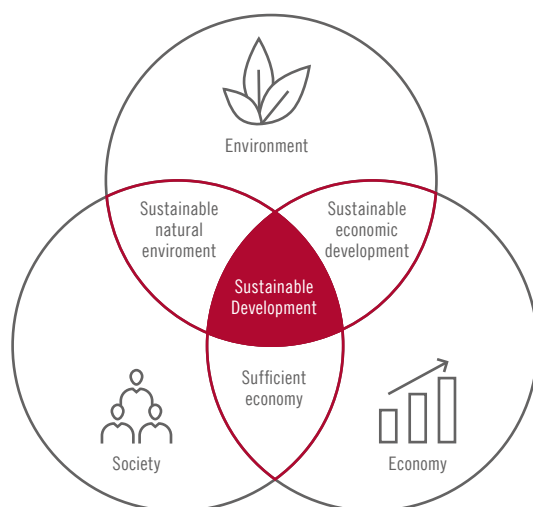 Environment
Sustainable
natural
enviroment
Sustainable
economic
development
Sustainable
Development
Sufficient
economy
Society
Economy